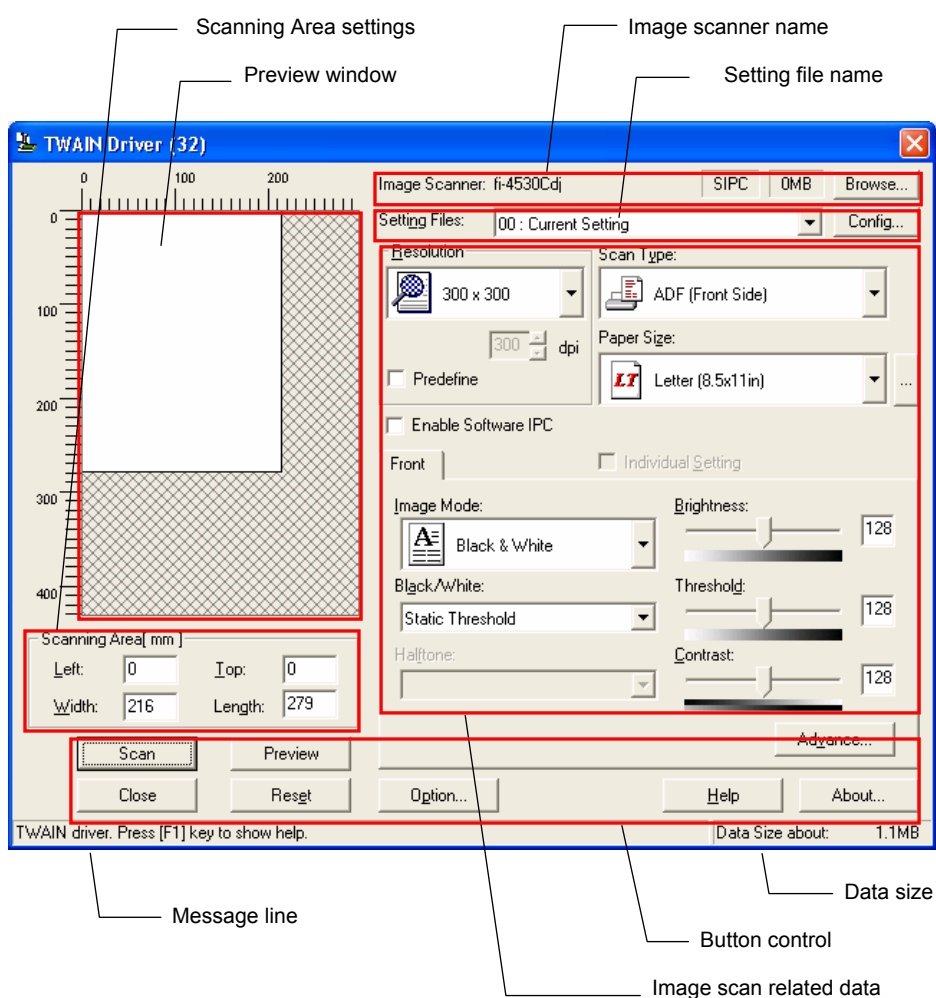 Scanning Area settings
Image scanner name
Preview window
Setting file name
TWAIN Driver (32)
0 100 200
Image Scanner: fi-4530Cdj SIPC 0MB Browse...
0
Setting Files: 00 : Current Setting Config...
Resolution
Scan Type:
300 x 300
ADF (Front Side)
100
300 dpi
Paper Size:
Predefine
LT Letter (8.5x11in) ...
200
Enable Software IPC
Front
Individual Setting
300
Image Mode:
Brightness:
A Black & White
128
400
Black/White:
Threshold:
Static Threshold
128
Scanning Area[ mm ]
Halftone:
Contrast:
Left: 0 Top: 0
128
Width: 216 Length: 279
Advance...
Scan Preview
Close Reset Option... Help About...
TWAIN driver. Press [F1] key to show help. Data Size about: 1.1MB
Data size
Message line
Button control
Image scan related data